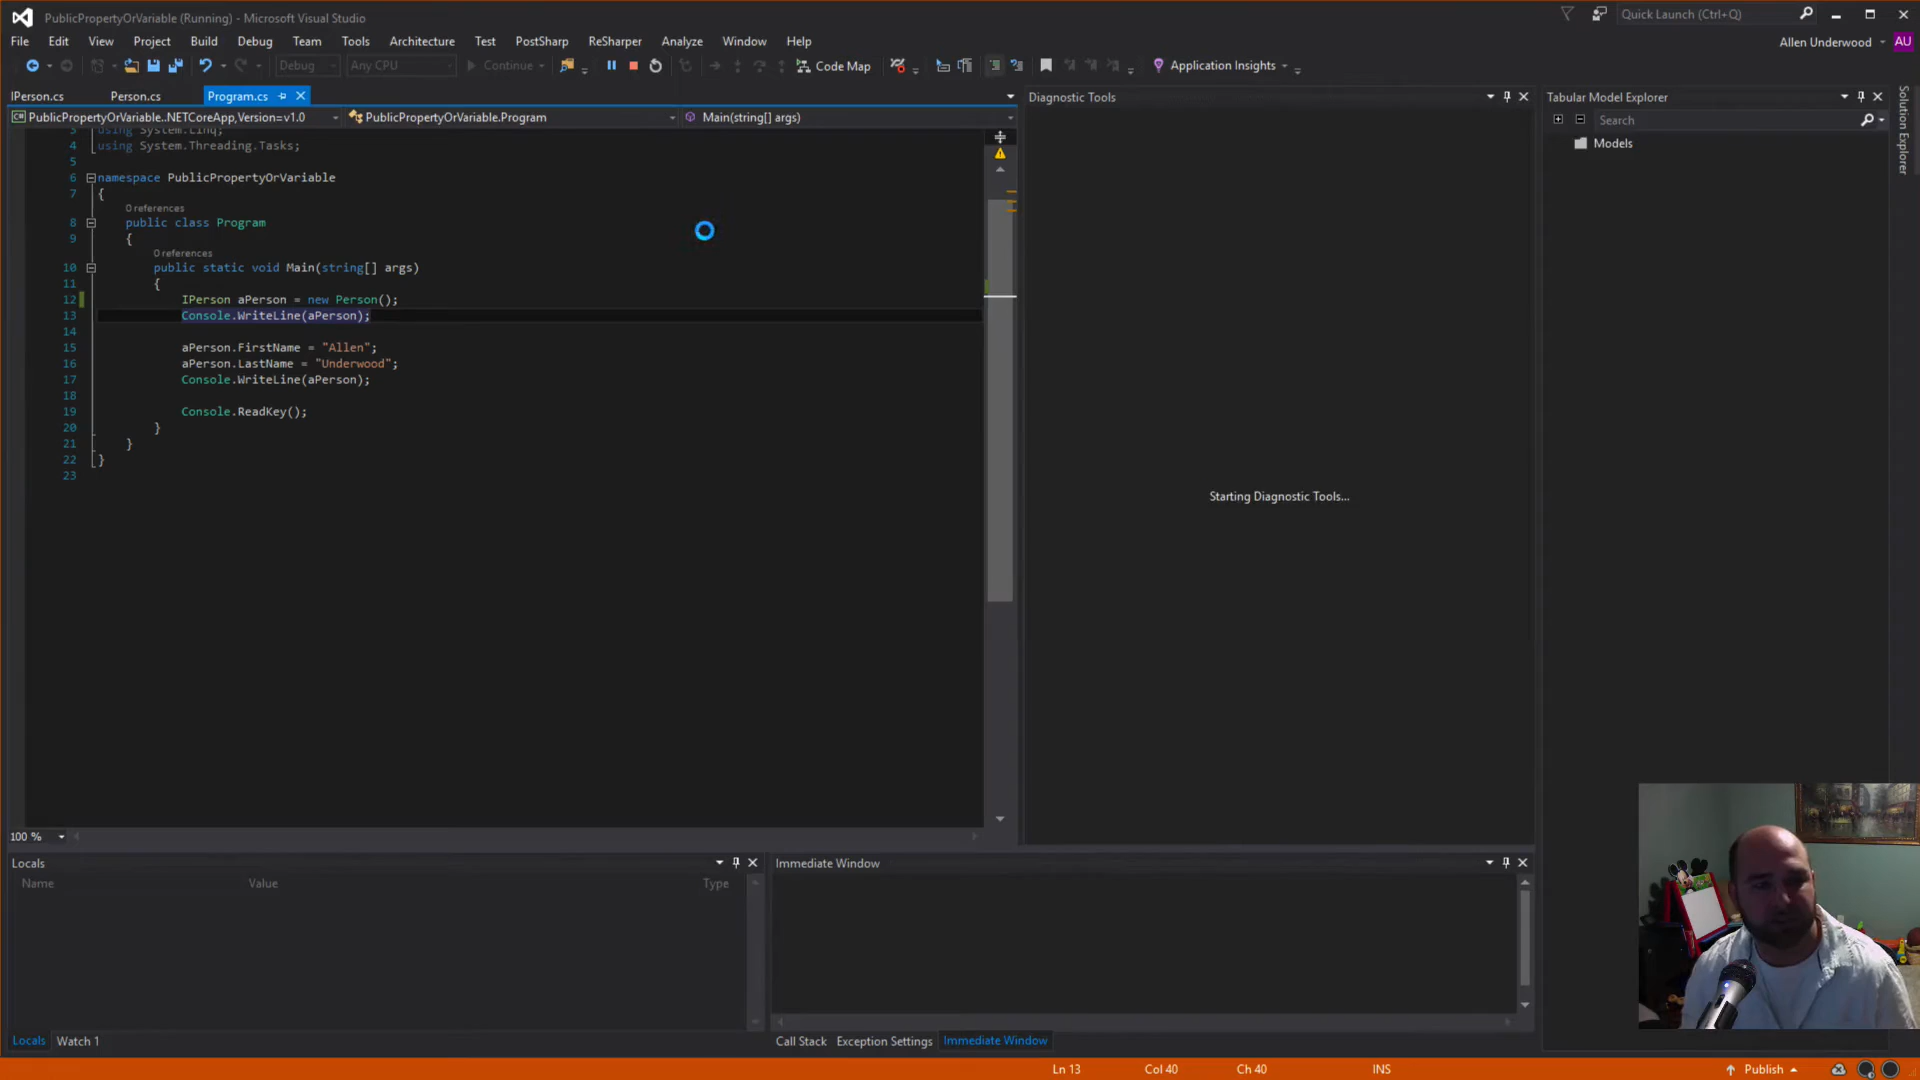 PublicPropertyOrVariable (Running) - Microsoft Visual Studio
Quick Launch (Ctrl+Q)
File Edit View Project Build Debug Team Tools Architecture Test PostSharp ReSharper Analyze Window Help
Allen Underwood AU
Debug Any CPU Continue Code Map Application Insights
IPerson.cs Person.cs Program.cs
Diagnostic Tools
Tabular Model Explorer
Solution Explorer
PublicPropertyOrVariable..NETCoreApp,Version=v1.0 PublicPropertyOrVariable.Program Main(string[] args)
Search
Models
3 using System.Linq;
4 using System.Threading.Tasks;
5
6 namespace PublicPropertyOrVariable
7 {
0 references
8 public class Program
9 {
0 references
10 public static void Main(string[] args)
11 {
12 IPerson aPerson = new Person();
13 Console.WriteLine(aPerson);
14
15 aPerson.FirstName = "Allen";
16 aPerson.LastName = "Underwood";
17 Console.WriteLine(aPerson);
18
19 Console.ReadKey();
20 }
21 }
22 }
23
Starting Diagnostic Tools...
100 %
Locals
Name Value Type
Immediate Window
Locals Watch 1
Call Stack Exception Settings Immediate Window
Ln 13 Col 40 Ch 40 INS
Publish